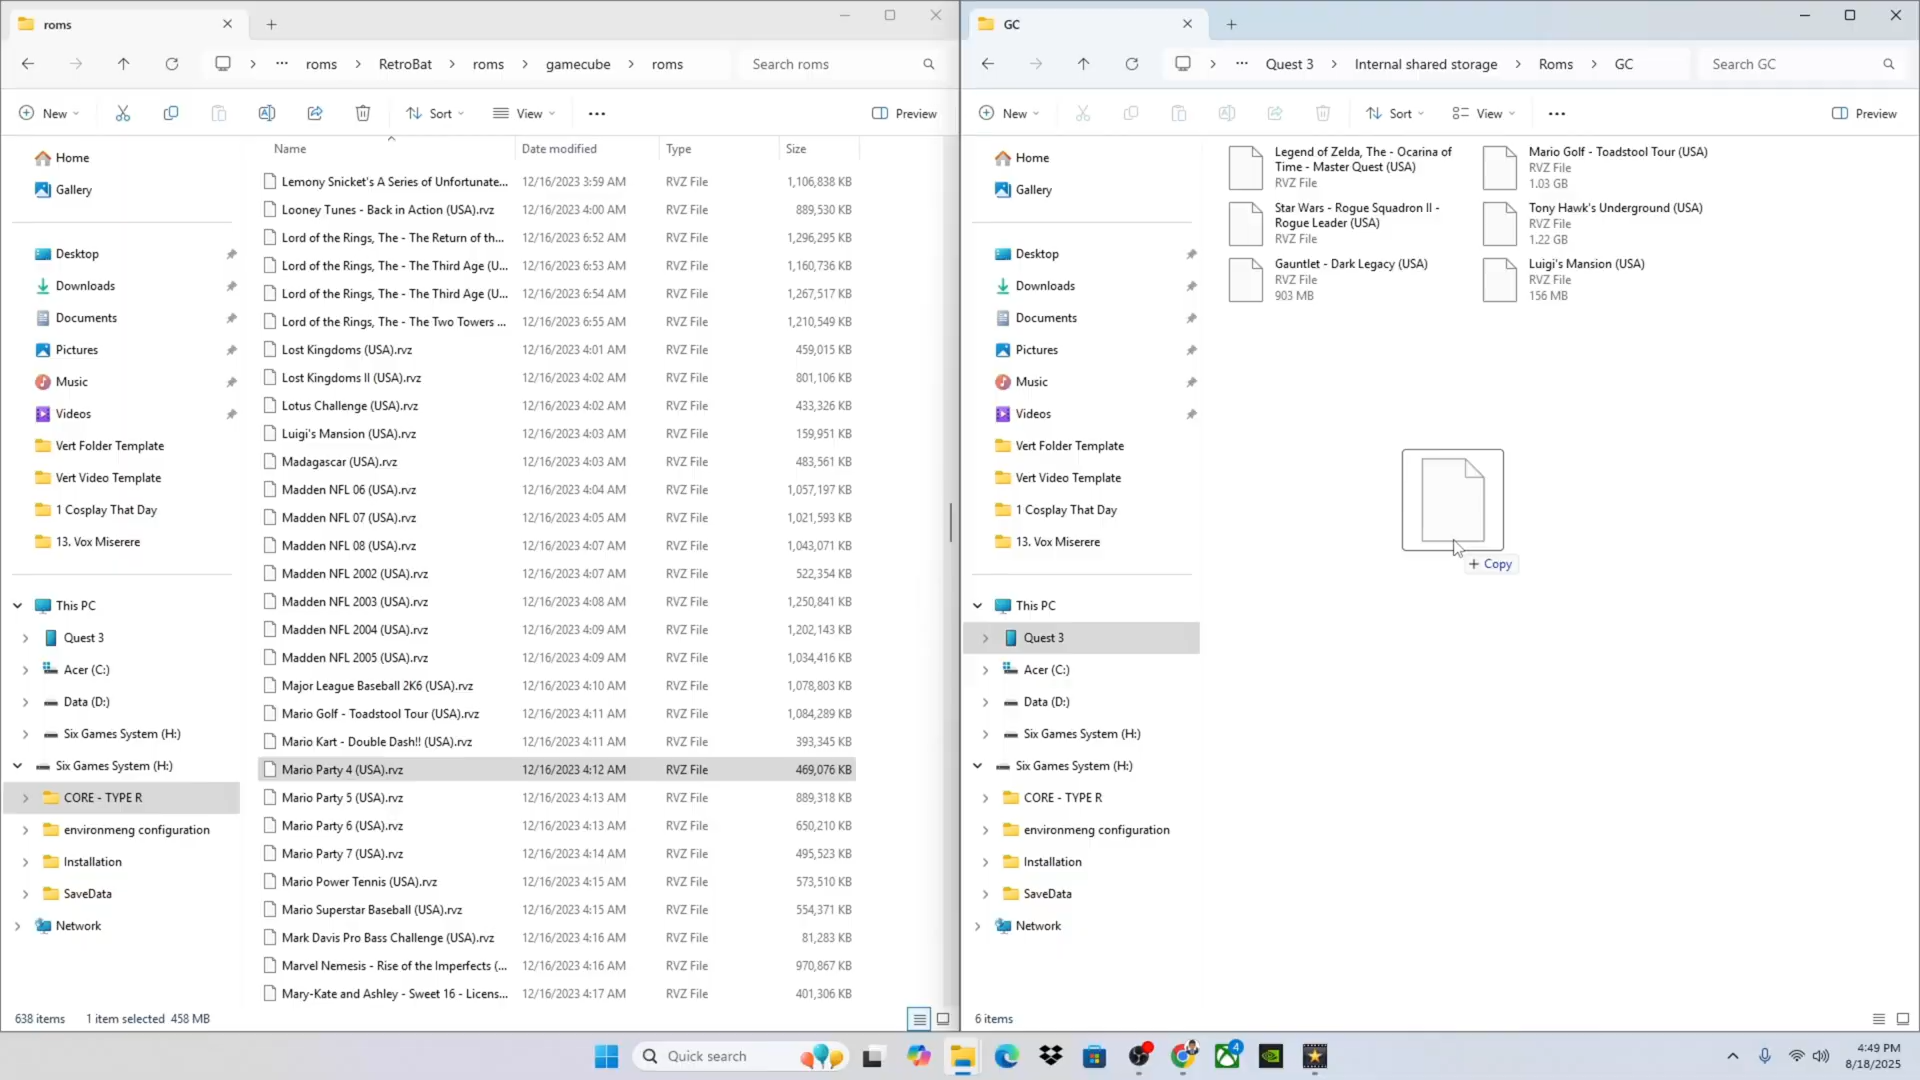 roms
roms
RetroBat
roms
gamecube
roms
Search roms
New
Sort
View
Preview
Home
Gallery
Desktop
Downloads
Documents
Pictures
Music
Videos
Vert Folder Template
Vert Video Template
1 Cosplay That Day
13. Vox Miserere
This PC
Quest 3
Acer (C:)
Data (D:)
Six Games System (H:)
Six Games System (H:)
CORE - TYPE R
environmeng configuration
Installation
SaveData
Network
Name Date modified Type Size
Lemony Snicket's A Series of Unfortunate... 12/16/2023 3:59 AM RVZ File 1,106,838 KB
Looney Tunes - Back in Action (USA).rvz 12/16/2023 4:00 AM RVZ File 889,530 KB
Lord of the Rings, The - The Return of th... 12/16/2023 6:52 AM RVZ File 1,296,295 KB
Lord of the Rings, The - The Third Age (U... 12/16/2023 6:53 AM RVZ File 1,160,736 KB
Lord of the Rings, The - The Third Age (U... 12/16/2023 6:54 AM RVZ File 1,267,517 KB
Lord of the Rings, The - The Two Towers ... 12/16/2023 6:55 AM RVZ File 1,210,549 KB
Lost Kingdoms (USA).rvz 12/16/2023 4:01 AM RVZ File 459,015 KB
Lost Kingdoms II (USA).rvz 12/16/2023 4:02 AM RVZ File 801,106 KB
Lotus Challenge (USA).rvz 12/16/2023 4:02 AM RVZ File 433,326 KB
Luigi's Mansion (USA).rvz 12/16/2023 4:03 AM RVZ File 159,951 KB
Madagascar (USA).rvz 12/16/2023 4:03 AM RVZ File 483,561 KB
Madden NFL 06 (USA).rvz 12/16/2023 4:04 AM RVZ File 1,057,197 KB
Madden NFL 07 (USA).rvz 12/16/2023 4:05 AM RVZ File 1,021,593 KB
Madden NFL 08 (USA).rvz 12/16/2023 4:07 AM RVZ File 1,043,071 KB
Madden NFL 2002 (USA).rvz 12/16/2023 4:07 AM RVZ File 522,354 KB
Madden NFL 2003 (USA).rvz 12/16/2023 4:08 AM RVZ File 1,250,841 KB
Madden NFL 2004 (USA).rvz 12/16/2023 4:09 AM RVZ File 1,202,143 KB
Madden NFL 2005 (USA).rvz 12/16/2023 4:09 AM RVZ File 1,034,416 KB
Major League Baseball 2K6 (USA).rvz 12/16/2023 4:10 AM RVZ File 1,078,803 KB
Mario Golf - Toadstool Tour (USA).rvz 12/16/2023 4:11 AM RVZ File 1,084,289 KB
Mario Kart - Double Dash!! (USA).rvz 12/16/2023 4:11 AM RVZ File 393,345 KB
Mario Party 4 (USA).rvz 12/16/2023 4:12 AM RVZ File 469,076 KB
Mario Party 5 (USA).rvz 12/16/2023 4:13 AM RVZ File 889,318 KB
Mario Party 6 (USA).rvz 12/16/2023 4:13 AM RVZ File 650,210 KB
Mario Party 7 (USA).rvz 12/16/2023 4:14 AM RVZ File 495,523 KB
Mario Power Tennis (USA).rvz 12/16/2023 4:15 AM RVZ File 573,510 KB
Mario Superstar Baseball (USA).rvz 12/16/2023 4:15 AM RVZ File 554,371 KB
Mark Davis Pro Bass Challenge (USA).rvz 12/16/2023 4:16 AM RVZ File 81,283 KB
Marvel Nemesis - Rise of the Imperfects (... 12/16/2023 4:16 AM RVZ File 970,867 KB
Mary-Kate and Ashley - Sweet 16 - Licens... 12/16/2023 4:17 AM RVZ File 401,306 KB
638 items 1 item selected 458 MB
GC
Quest 3
Internal shared storage
Roms
GC
Search GC
New
Sort
View
Preview
Home
Gallery
Desktop
Downloads
Documents
Pictures
Music
Videos
Vert Folder Template
Vert Video Template
1 Cosplay That Day
13. Vox Miserere
This PC
Quest 3
Acer (C:)
Data (D:)
Six Games System (H:)
Six Games System (H:)
CORE - TYPE R
environmeng configuration
Installation
SaveData
Network
Legend of Zelda, The - Ocarina of
Time - Master Quest (USA)
RVZ File
Mario Golf - Toadstool Tour (USA)
RVZ File
1.03 GB
Star Wars - Rogue Squadron II -
Rogue Leader (USA)
RVZ File
Tony Hawk's Underground (USA)
RVZ File
1.22 GB
Gauntlet - Dark Legacy (USA)
RVZ File
903 MB
Luigi's Mansion (USA)
RVZ File
156 MB
+ Copy
6 items
Quick search
4
4:49 PM
8/18/2025